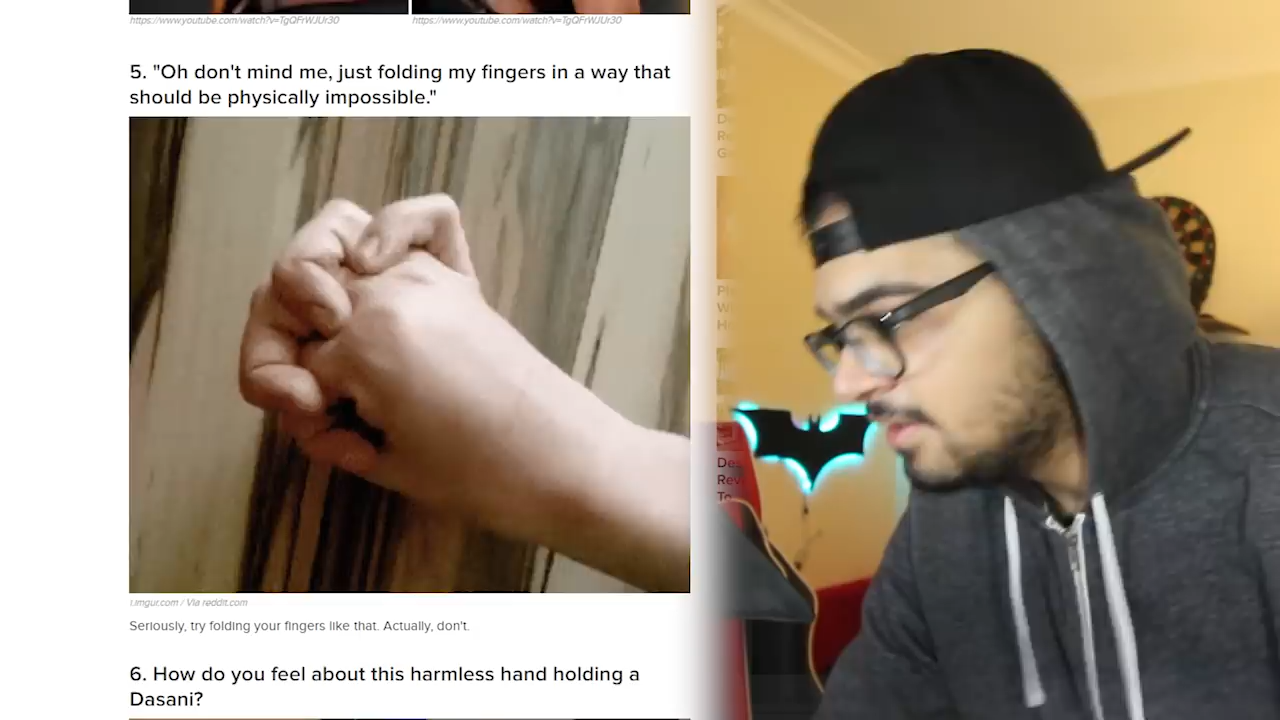 https://www.youtube.com/watch?v=TgQFrWJUr30
https://www.youtube.com/watch?v=TgQFrWJUr30
5. "Oh don't mind me, just folding my fingers in a way that
should be physically impossible."
i.imgur.com / Via reddit.com
Seriously, try folding your fingers like that. Actually, don't.
6. How do you feel about this harmless hand holding a
Dasani?